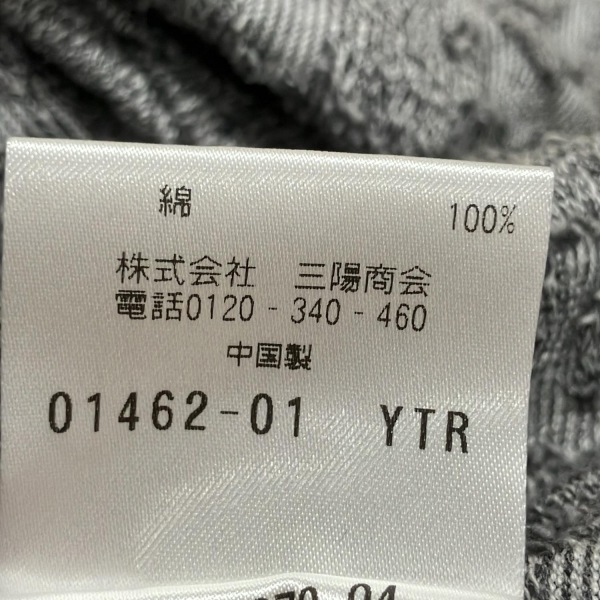 綿 100%
株式会社 三陽商会
電話0120 - 340 - 460
中国製
01462-01 YTR